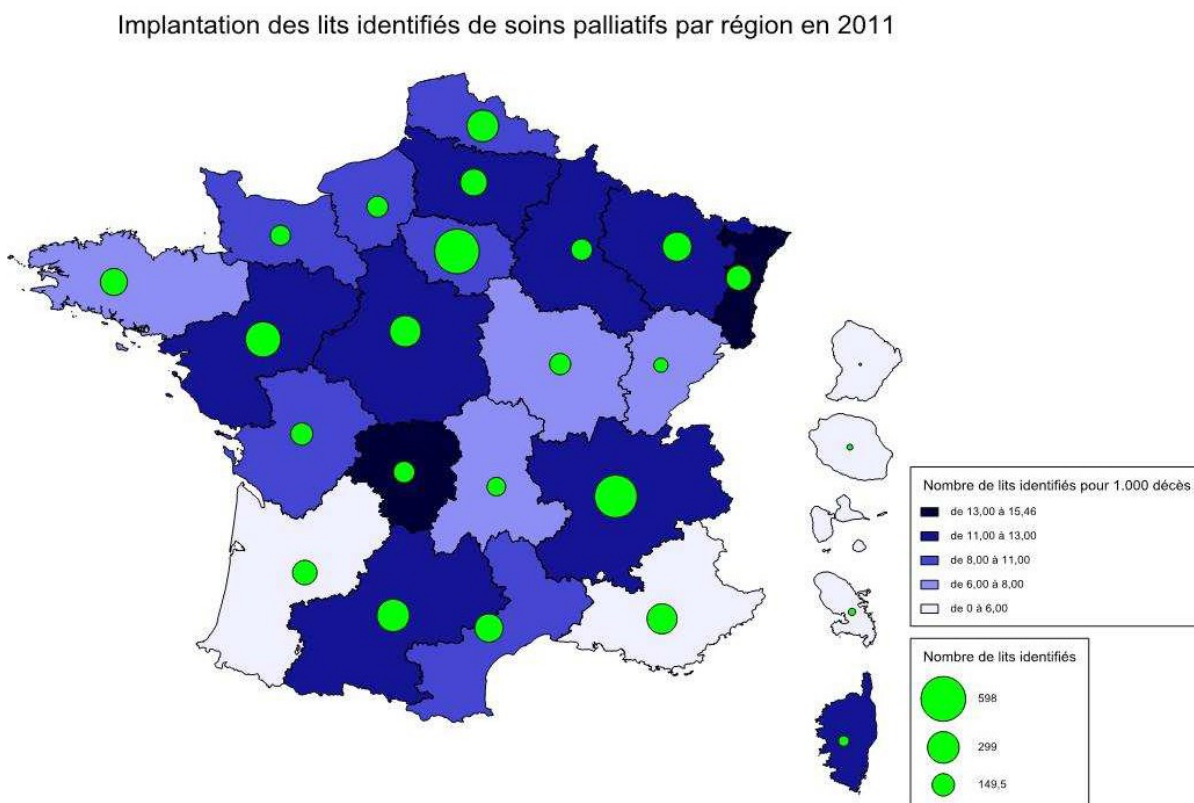 Implantation des lits identifiés de soins palliatifs par région en 2011
Nombre de lits identifiés pour 1.000 décès
de 13,00 à 15,46
de 11,00 à 13,00
de 8,00 à 11,00
de 6,00 à 8,00
de 0 à 6,00
Nombre de lits identifiés
598
299
149,5